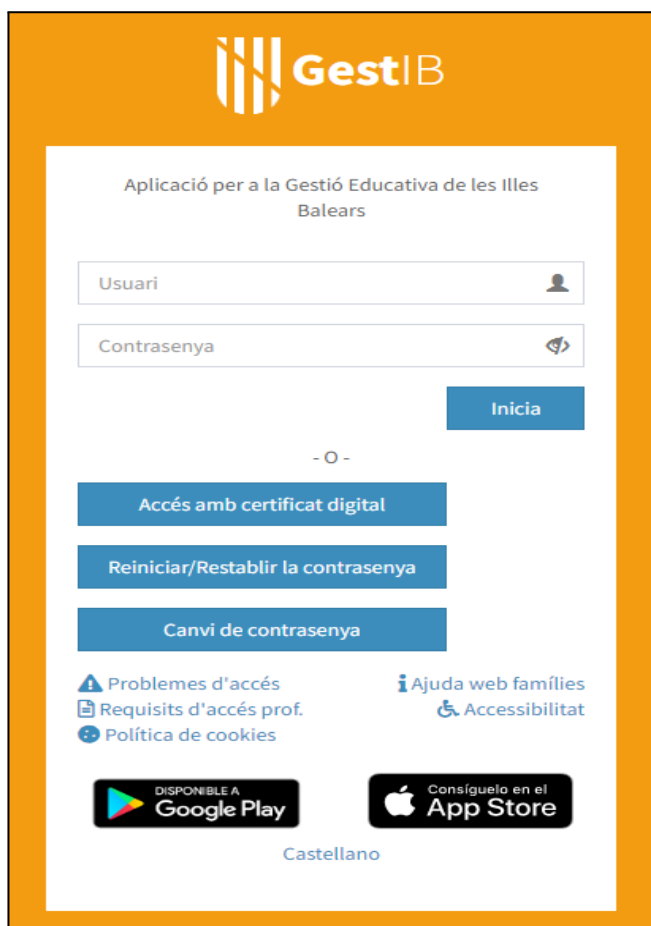 GestIB
Aplicació per a la Gestió Educativa de les Illes
Balears
Usuari
Contrasenya
Inicia
- O -
Accés amb certificat digital
Reiniciar/Restablir la contrasenya
Canvi de contrasenya
Problemes d'accés
Ajuda web famílies
Requisits d'accés prof.
Accessibilitat
Política de cookies
DISPONIBLE A
Google Play
Consíguelo en el
App Store
Castellano